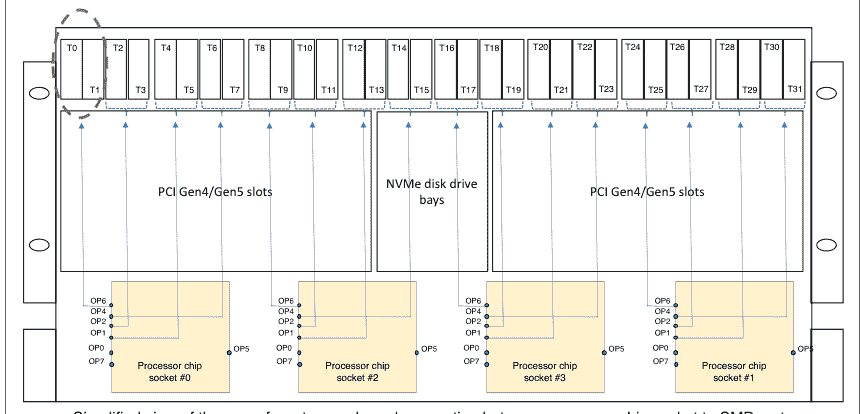 T0 T2 T4 T6 T8 T10 T12 T14 T16 T18 T20 T22 T24 T26 T28 T30
T1 T3 T5 T7 T9 T11 T13 T15 T17 T19 T21 T23 T25 T27 T29 T31
PCI Gen4/Gen5 slots
NVMe disk drive
bays
PCI Gen4/Gen5 slots
OP6
OP4
OP2
OP1
OP0
OP7
OP5
Processor chip
socket #0
OP6
OP4
OP2
OP1
OP0
OP7
OP5
Processor chip
socket #2
OP6
OP4
OP2
OP1
OP0
OP7
OP5
Processor chip
socket #3
OP6
OP4
OP2
OP1
OP0
OP7
OP5
Processor chip
socket #1